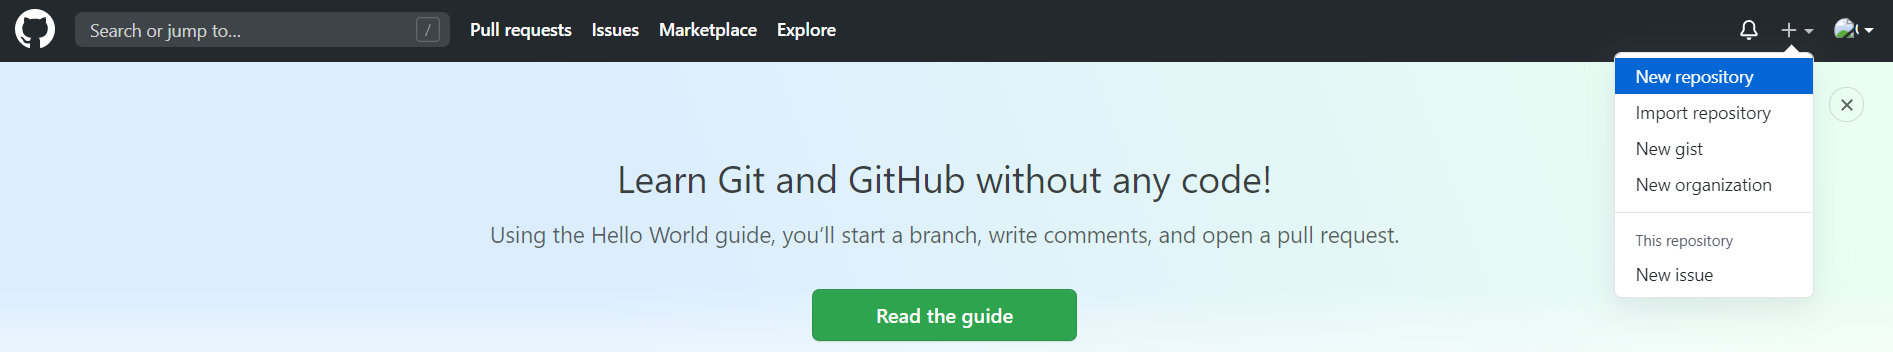 Search or jump to... /
Pull requests Issues Marketplace Explore
New repository
Import repository
New gist
New organization
This repository
New issue
Learn Git and GitHub without any code!
Using the Hello World guide, you’ll start a branch, write comments, and open a pull request.
Read the guide